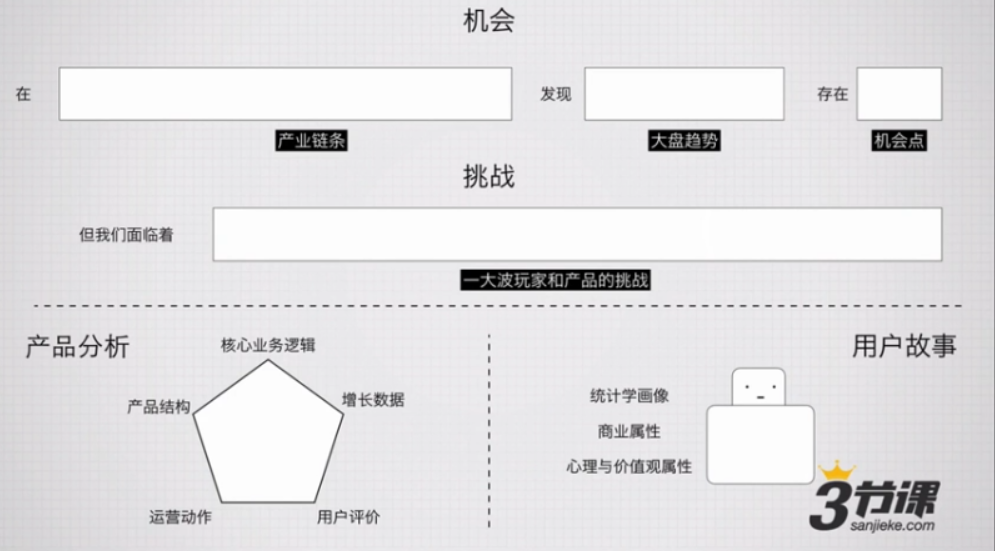 机会
在 发现 存在
产业链条 大盘趋势 机会点
挑战
但我们面临着
一大波玩家和产品的挑战
产品分析
核心业务逻辑
产品结构 增长数据
运营动作 用户评价
用户故事
统计学画像
商业属性
心理与价值观属性
3节课
sanjieke.com